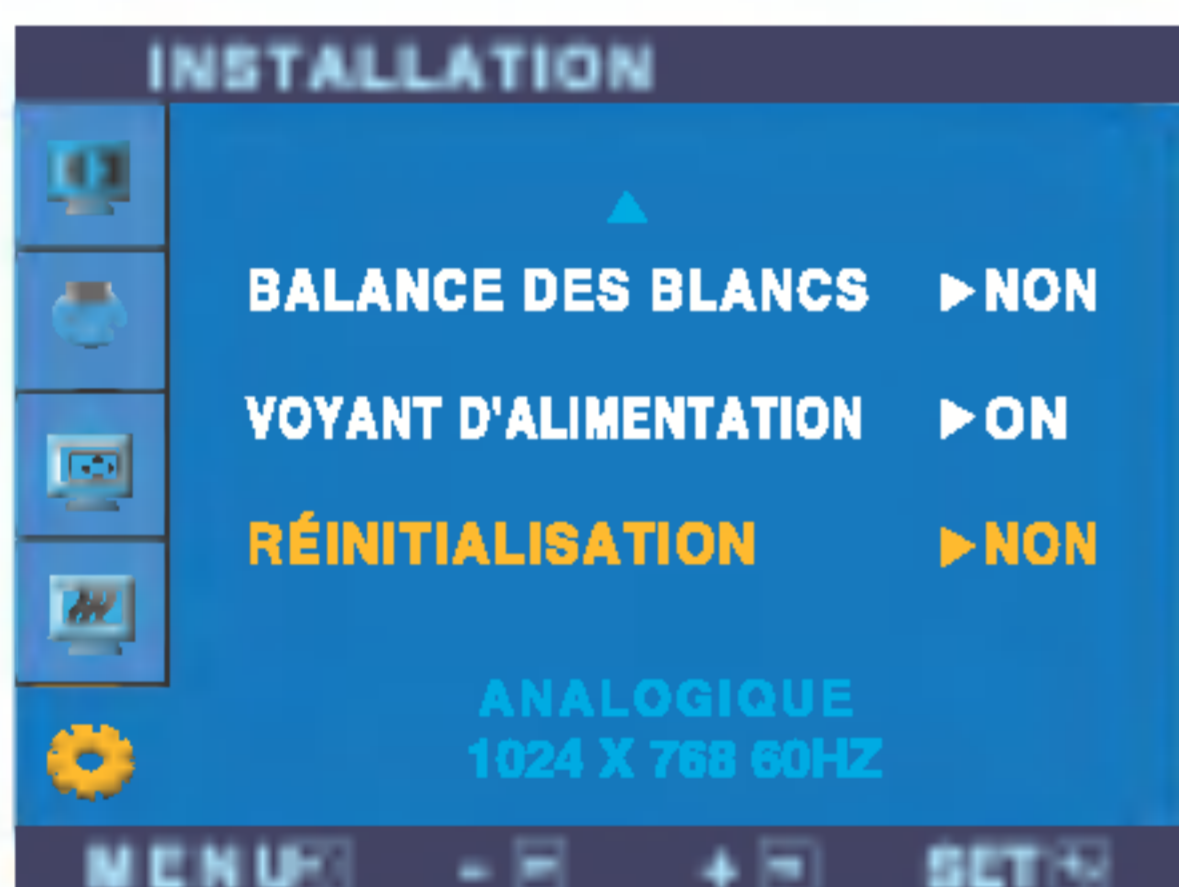 INSTALLATION
BALANCE DES BLANCS ▶NON
VOYANT D'ALIMENTATION ▶ON
RÉINITIALISATION ▶NON
ANALOGIQUE
1024 X 768 60HZ
MENU - + SET